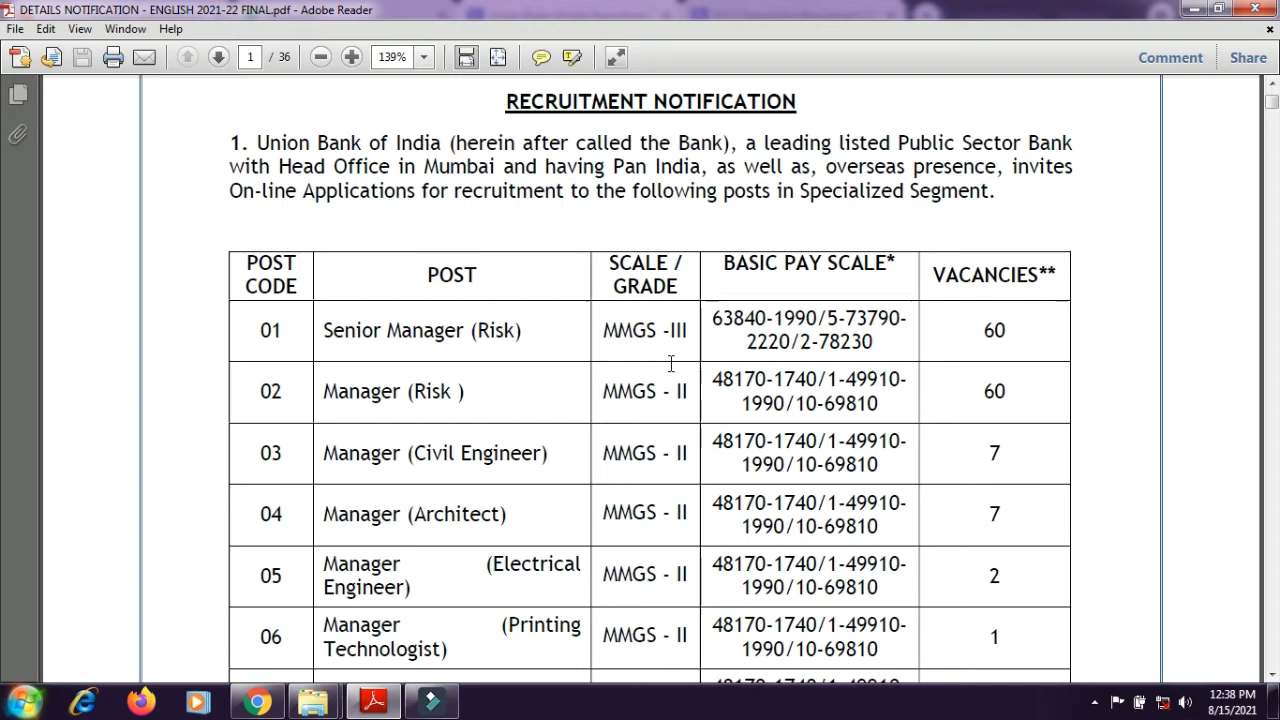 DETAILS NOTIFICATION - ENGLISH 2021-22 FINAL.pdf - Adobe Reader
File Edit View Window Help
1 / 36 139% Comment Share
RECRUITMENT NOTIFICATION
1. Union Bank of India (herein after called the Bank), a leading listed Public Sector Bank
with Head Office in Mumbai and having Pan India, as well as, overseas presence, invites
On-line Applications for recruitment to the following posts in Specialized Segment.
POST CODE POST SCALE / GRADE BASIC PAY SCALE* VACANCIES**
01 Senior Manager (Risk) MMGS -III 63840-1990/5-73790-
2220/2-78230 60
02 Manager (Risk ) MMGS - II 48170-1740/1-49910-
1990/10-69810 60
03 Manager (Civil Engineer) MMGS - II 48170-1740/1-49910-
1990/10-69810 7
04 Manager (Architect) MMGS - II 48170-1740/1-49910-
1990/10-69810 7
05 Manager (Electrical
Engineer) MMGS - II 48170-1740/1-49910-
1990/10-69810 2
06 Manager (Printing
Technologist) MMGS - II 48170-1740/1-49910-
1990/10-69810 1
12:38 PM
8/15/2021